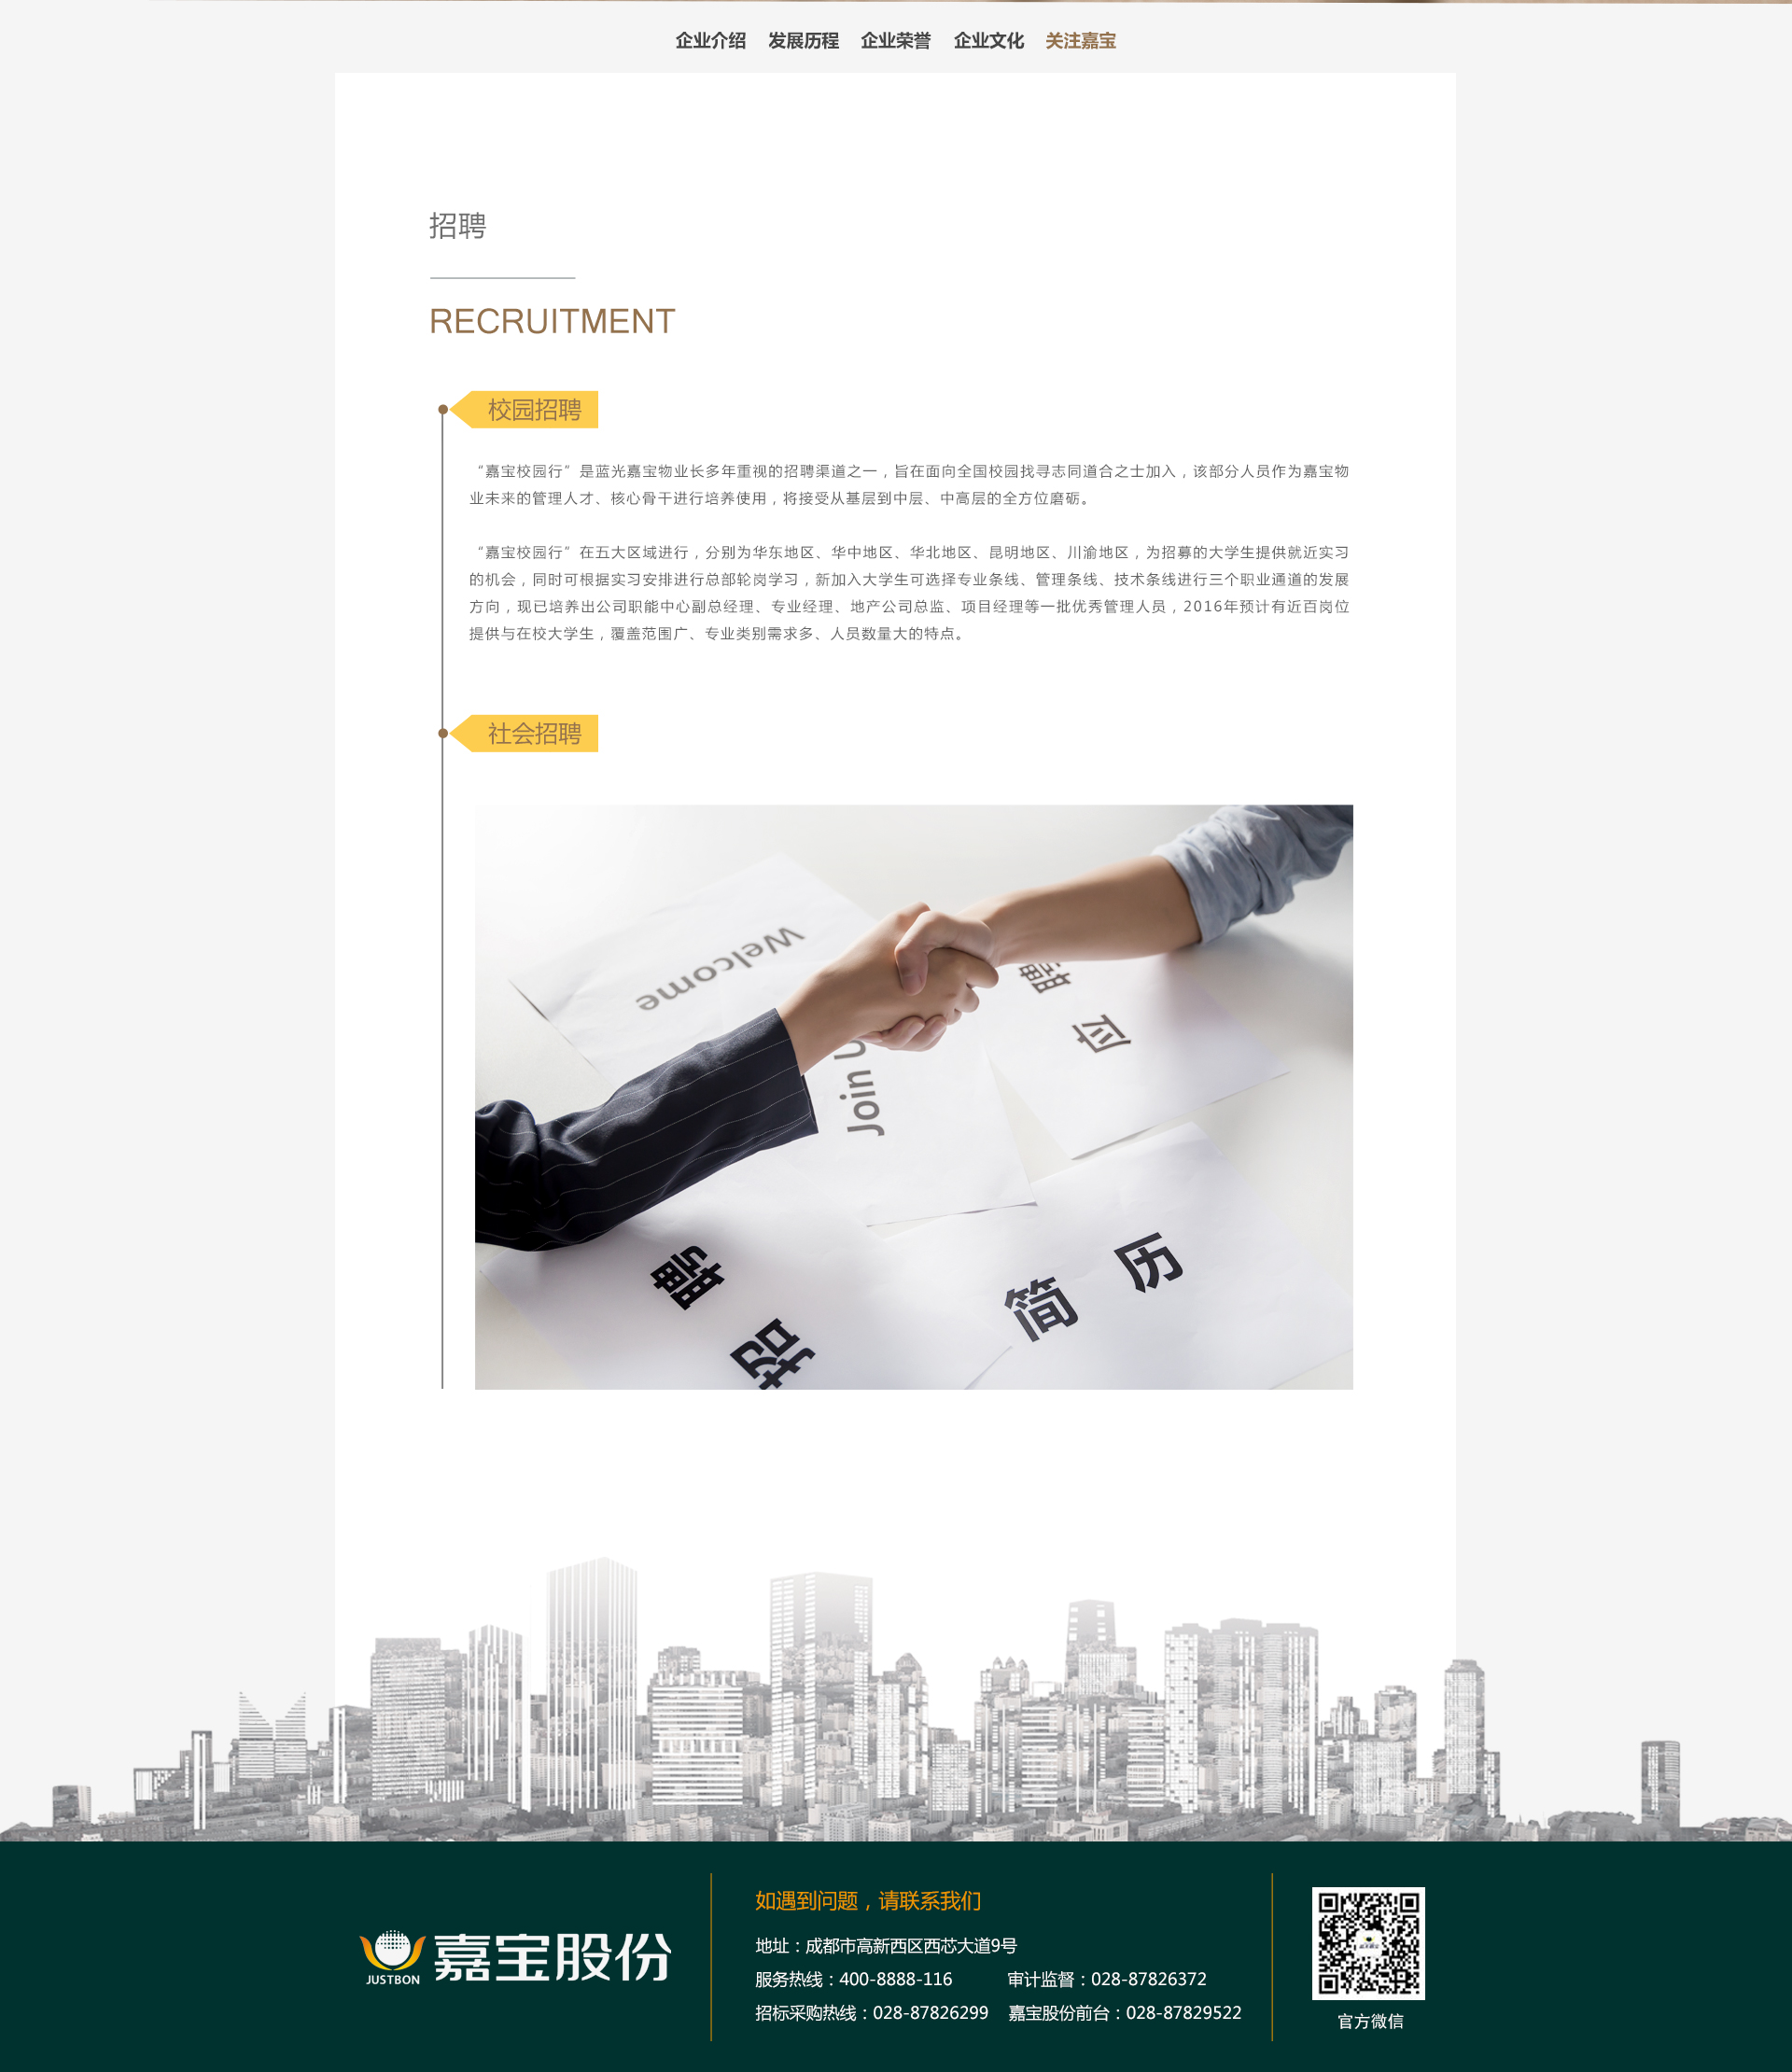 企业介绍 发展历程 企业荣誉 企业文化 关注嘉宝
招聘
RECRUITMENT
校园招聘
“嘉宝校园行”是蓝光嘉宝物业长多年重视的招聘渠道之一，旨在面向全国校园找寻志同道合之士加入，该部分人员作为嘉宝物
业未来的管理人才、核心骨干进行培养使用，将接受从基层到中层、中高层的全方位磨砺。
“嘉宝校园行”在五大区域进行，分别为华东地区、华中地区、华北地区、昆明地区、川渝地区，为招募的大学生提供就近实习
的机会，同时可根据实习安排进行总部轮岗学习，新加入大学生可选择专业条线、管理条线、技术条线进行三个职业通道的发展
方向，现已培养出公司职能中心副总经理、专业经理、地产公司总监、项目经理等一批优秀管理人员，2016年预计有近百岗位
提供与在校大学生，覆盖范围广、专业类别需求多、人员数量大的特点。
社会招聘
Welcome
Join U
应聘
招聘
简历
JUSTBON 嘉宝股份
如遇到问题，请联系我们
地址：成都市高新西区西芯大道9号
服务热线：400-8888-116 审计监督：028-87826372
招标采购热线：028-87826299 嘉宝股份前台：028-87829522
官方微信